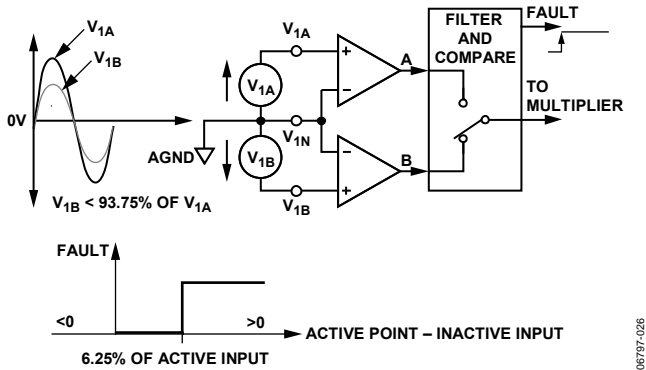 V1A
V1B
0V
V1B < 93.75% OF V1A
V1A
V1A
V1N
AGND
V1B
V1B
A
B
FILTER
AND
COMPARE
FAULT
TO
MULTIPLIER
FAULT
<0
>0
ACTIVE POINT – INACTIVE INPUT
6.25% OF ACTIVE INPUT
06797-026